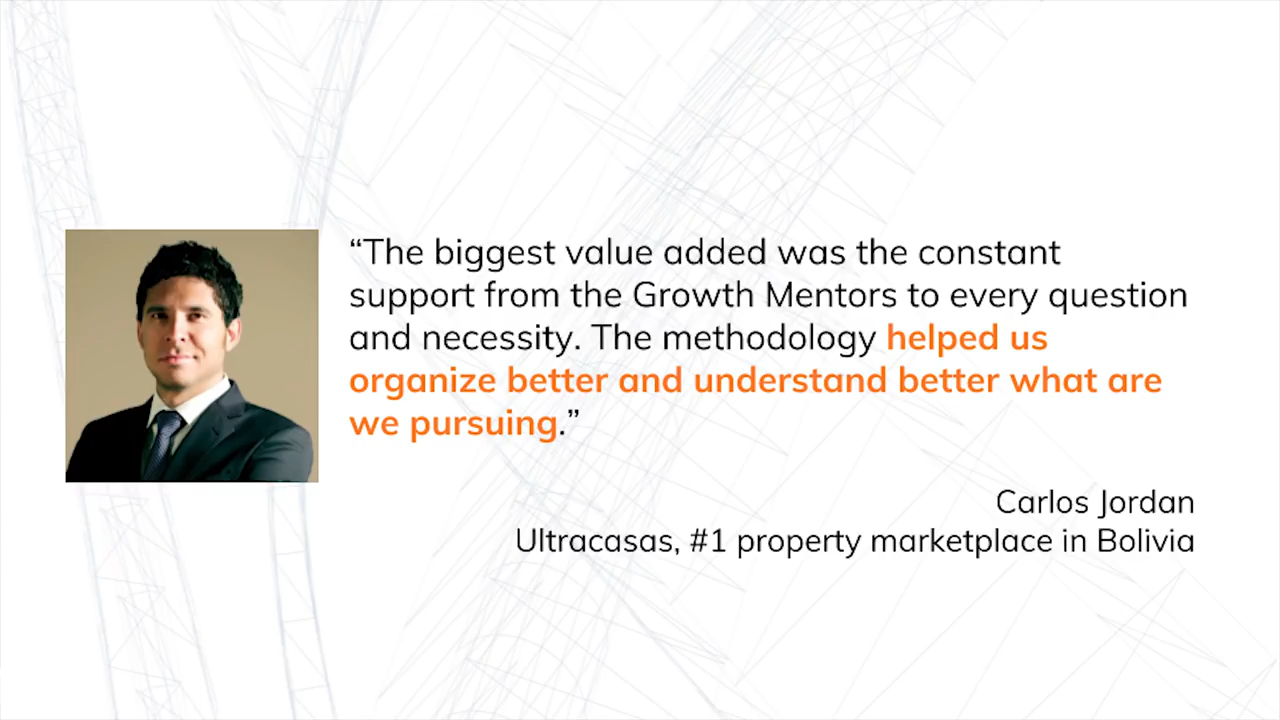 “The biggest value added was the constant
support from the Growth Mentors to every question
and necessity. The methodology helped us
organize better and understand better what are
we pursuing.”
Carlos Jordan
Ultracasas, #1 property marketplace in Bolivia